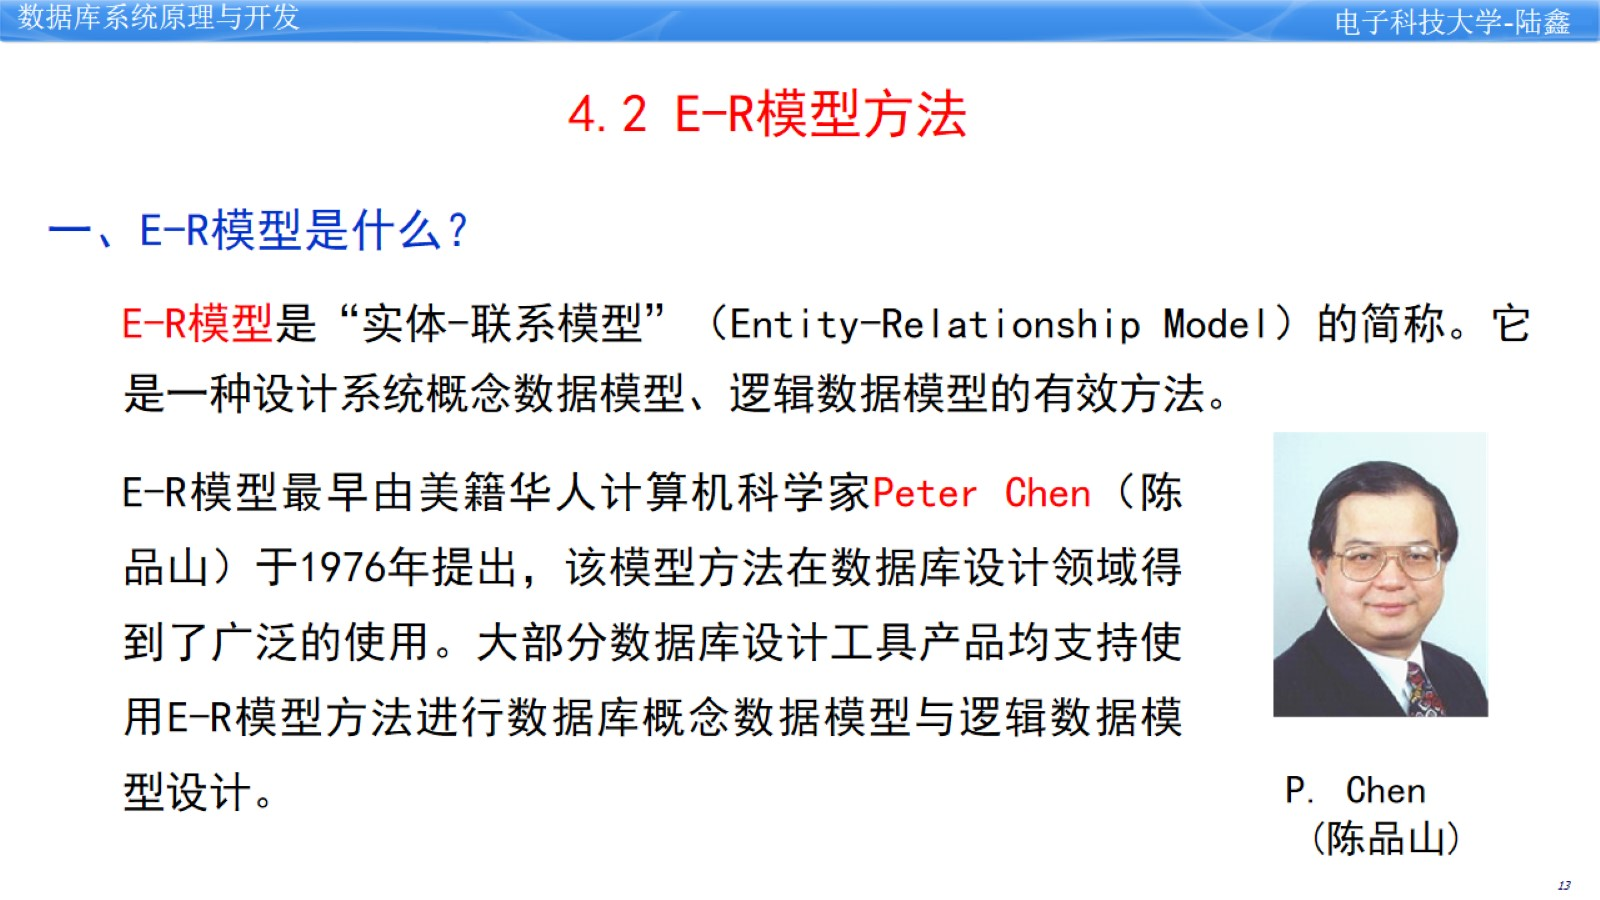 数据库系统原理与开发
电子科技大学-陆鑫
4.2 E-R模型方法
一、E-R模型是什么？
E-R模型是“实体-联系模型”（Entity-Relationship Model）的简称。它
是一种设计系统概念数据模型、逻辑数据模型的有效方法。
E-R模型最早由美籍华人计算机科学家Peter Chen（陈
品山）于1976年提出，该模型方法在数据库设计领域得
到了广泛的使用。大部分数据库设计工具产品均支持使
用E-R模型方法进行数据库概念数据模型与逻辑数据模
型设计。
P. Chen
(陈品山)
13